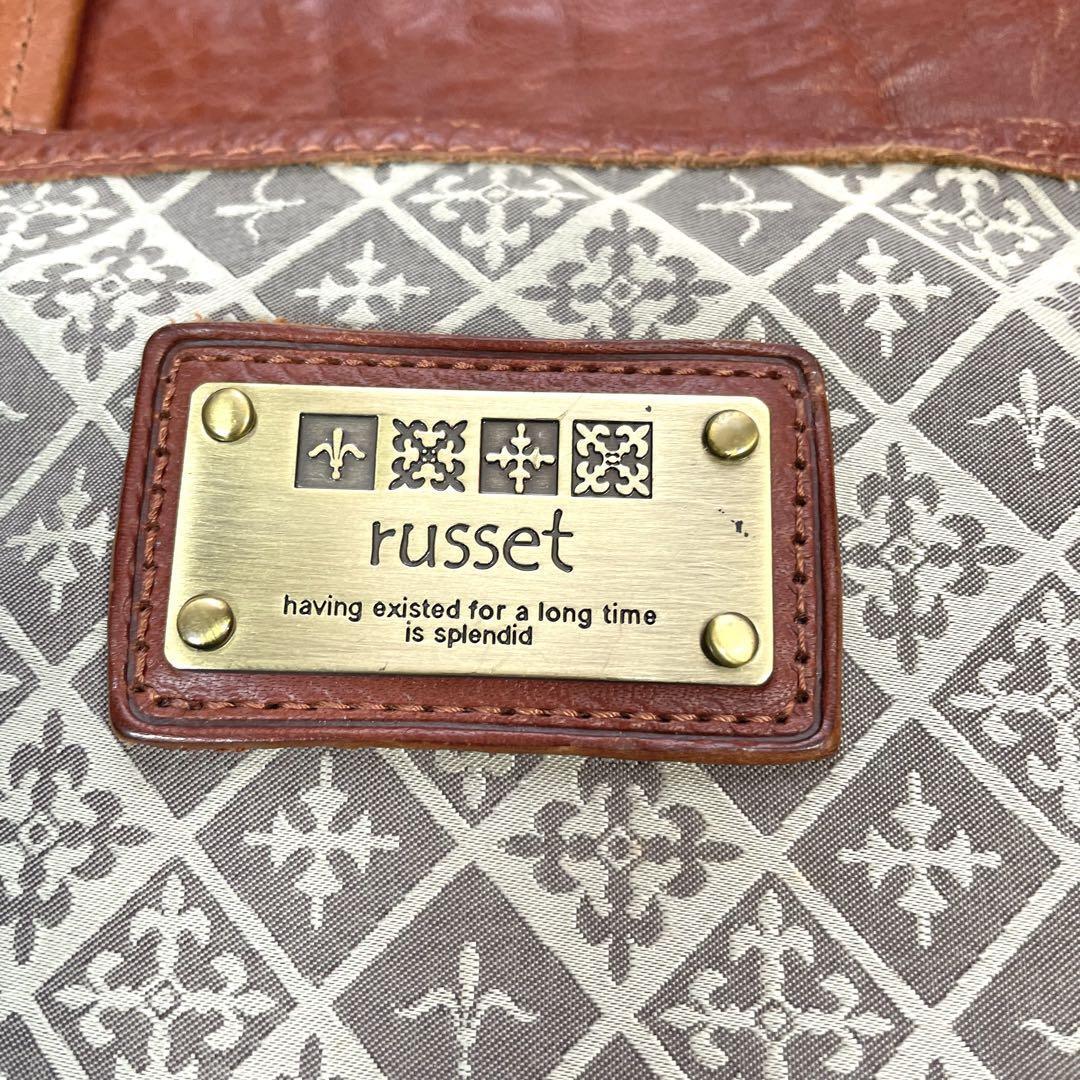 russet
having existed for a long time
is splendid